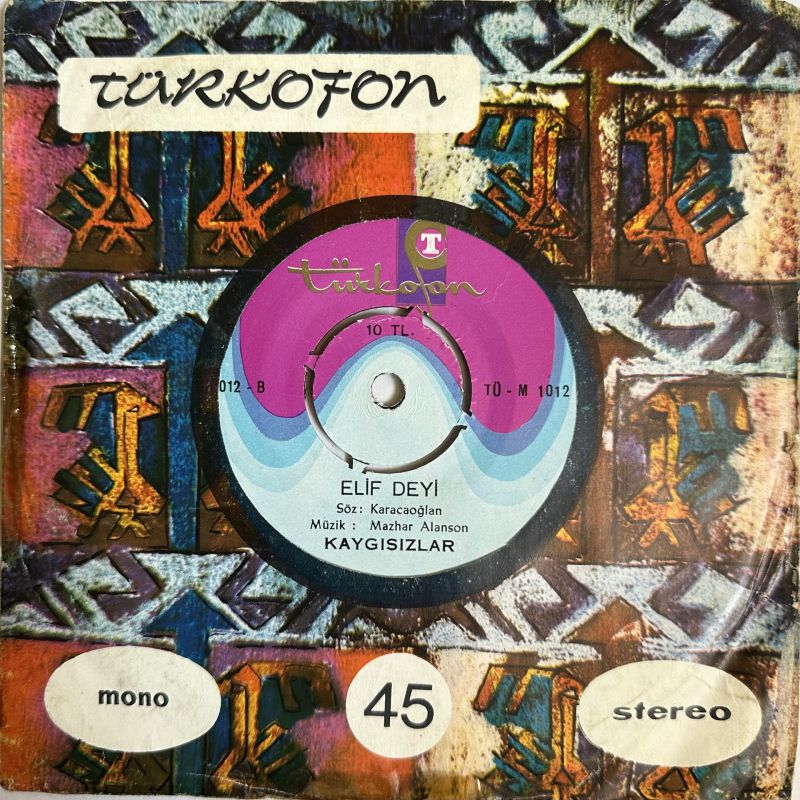 TÜRKOFON
T
türkofon
10 TL.
012 - B
TÜ - M 1012
ELİF DEYİ
Söz : Karacaoğlan
Müzik : Mazhar Alanson
KAYGISIZLAR
mono
45
stereo